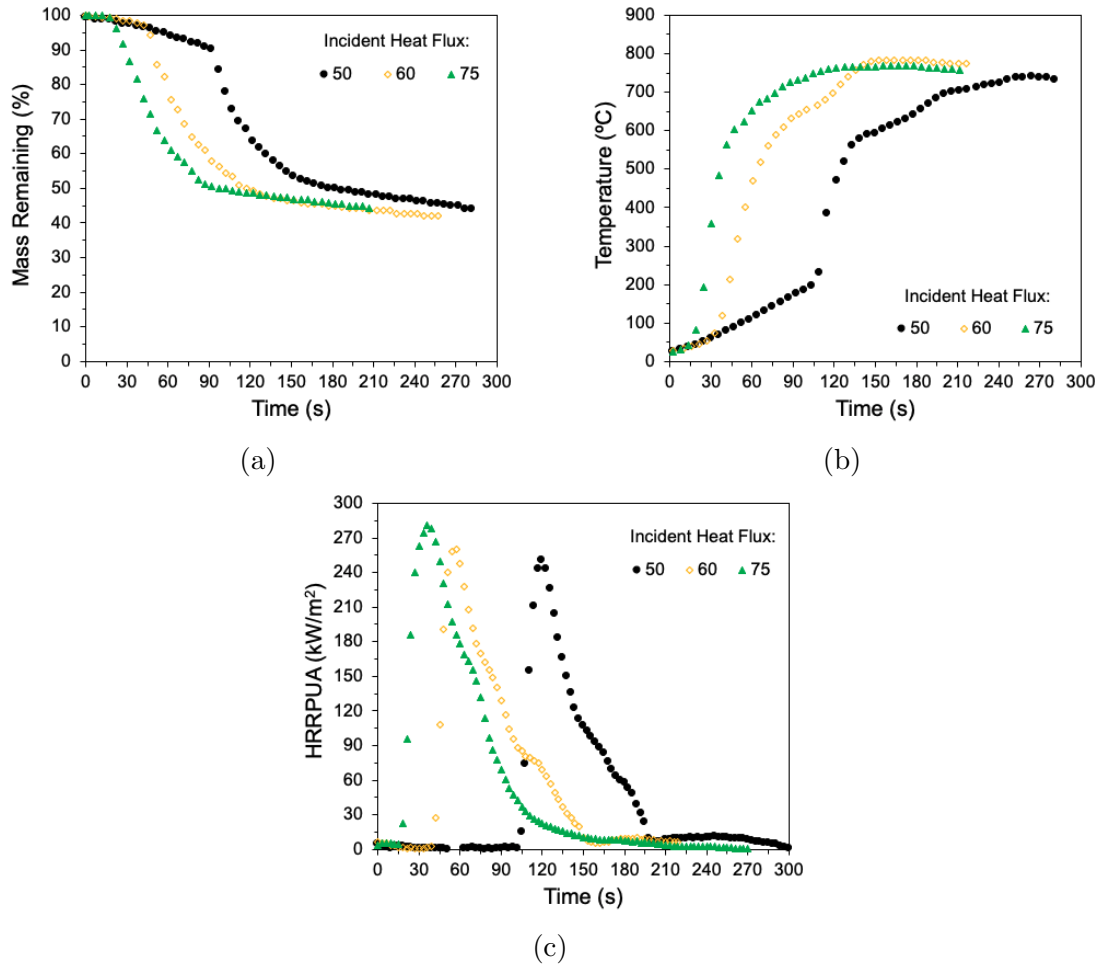 100
90
80
70
60
50
40
30
20
10
0
Mass Remaining (%)
Incident Heat Flux:
50 60 75
0 30 60 90 120 150 180 210 240 270 300
Time (s)
(a)
900
800
700
600
500
400
300
200
100
0
Temperature (ºC)
Incident Heat Flux:
50 60 75
0 30 60 90 120 150 180 210 240 270 300
Time (s)
(b)
300
270
240
210
180
150
120
90
60
30
0
HRRPUA (kW/m²)
Incident Heat Flux:
50 60 75
0 30 60 90 120 150 180 210 240 270 300
Time (s)
(c)